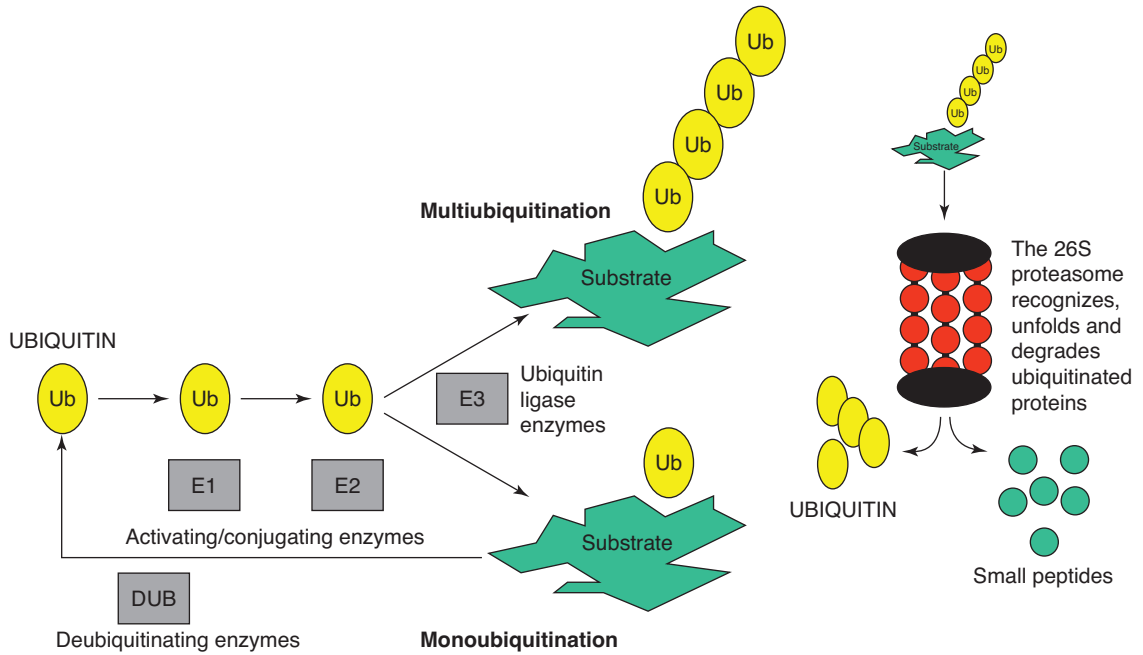 Ub
Ub
Ub
Ub
Multiubiquitination
Substrate
UBIQUITIN
Ub
Ub
Ub
E1
E2
Activating/conjugating enzymes
E3
Ubiquitin
ligase
enzymes
Ub
Substrate
Monoubiquitination
DUB
Deubiquitinating enzymes
Ub
Ub
Ub
Ub
Substrate
The 26S
proteasome
recognizes,
unfolds and
degrades
ubiquitinated
proteins
UBIQUITIN
Small peptides